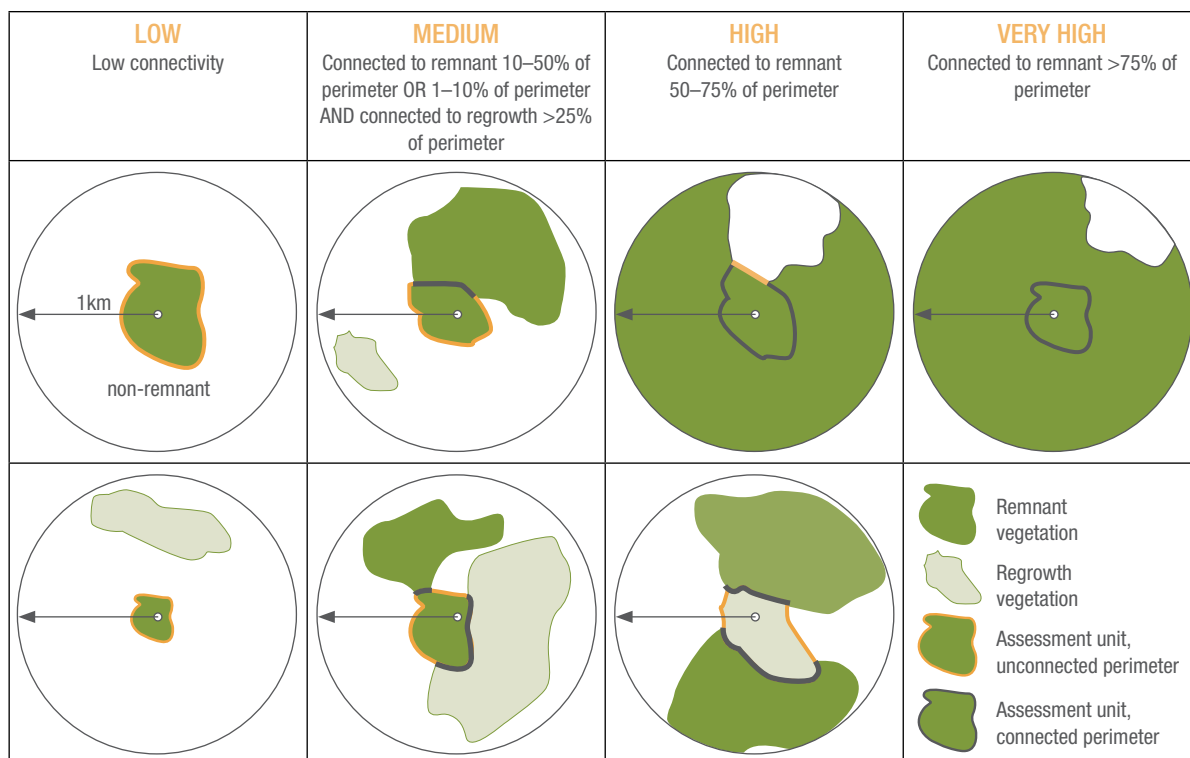 LOW
Low connectivity
MEDIUM
Connected to remnant 10–50% of
perimeter OR 1–10% of perimeter
AND connected to regrowth >25%
of perimeter
HIGH
Connected to remnant
50–75% of perimeter
VERY HIGH
Connected to remnant >75% of
perimeter
1km
non-remnant
Remnant
vegetation
Regrowth
vegetation
Assessment unit,
unconnected perimeter
Assessment unit,
connected perimeter